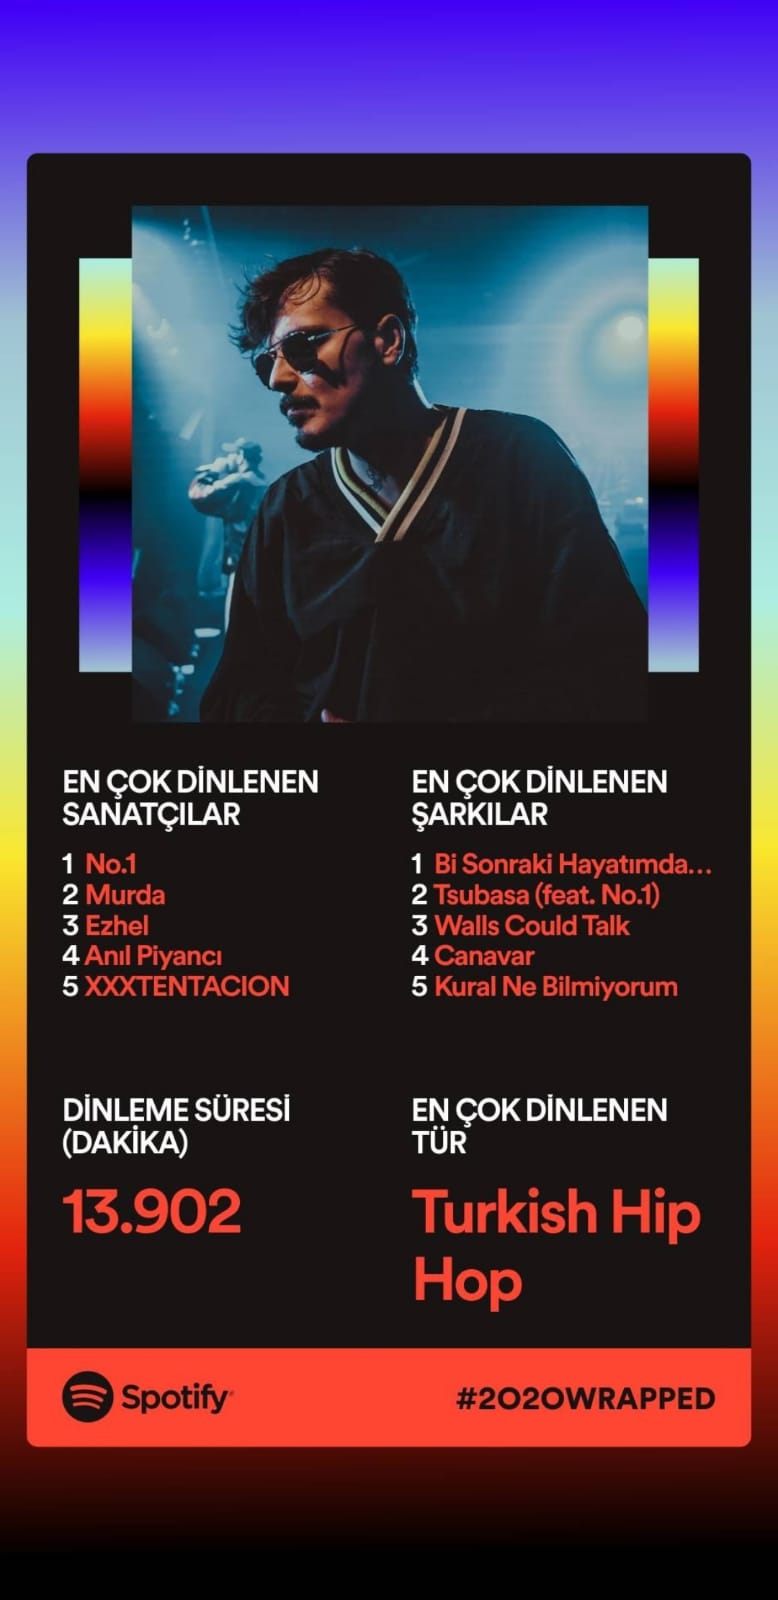 EN ÇOK DİNLENEN
SANATÇILAR
1 No.1
2 Murda
3 Ezhel
4 Anıl Piyancı
5 XXXTENTACION
EN ÇOK DİNLENEN
ŞARKILAR
1 Bi Sonraki Hayatımda...
2 Tsubasa (feat. No.1)
3 Walls Could Talk
4 Canavar
5 Kural Ne Bilmiyorum
DİNLEME SÜRESİ
(DAKİKA)
13.902
EN ÇOK DİNLENEN
TÜR
Turkish Hip
Hop
Spotify
#2020WRAPPED